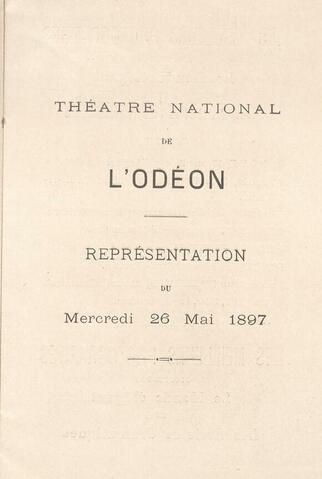 THÉATRE NATIONAL
DE
L'ODÉON
REPRÉSENTATION
DU
Mercredi 26 Mai 1897